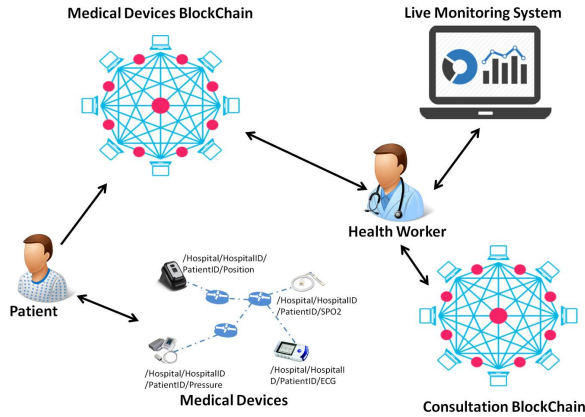 Medical Devices BlockChain
Live Monitoring System
Health Worker
Patient
/Hospital/HospitalID/
PatientID/Position
/Hospital/HospitalID
/PatientID/SPO2
/Hospital/HospitalID
/PatientID/Pressure
/Hospital/HospitalI
D/PatientID/ECG
Medical Devices
Consultation BlockChain